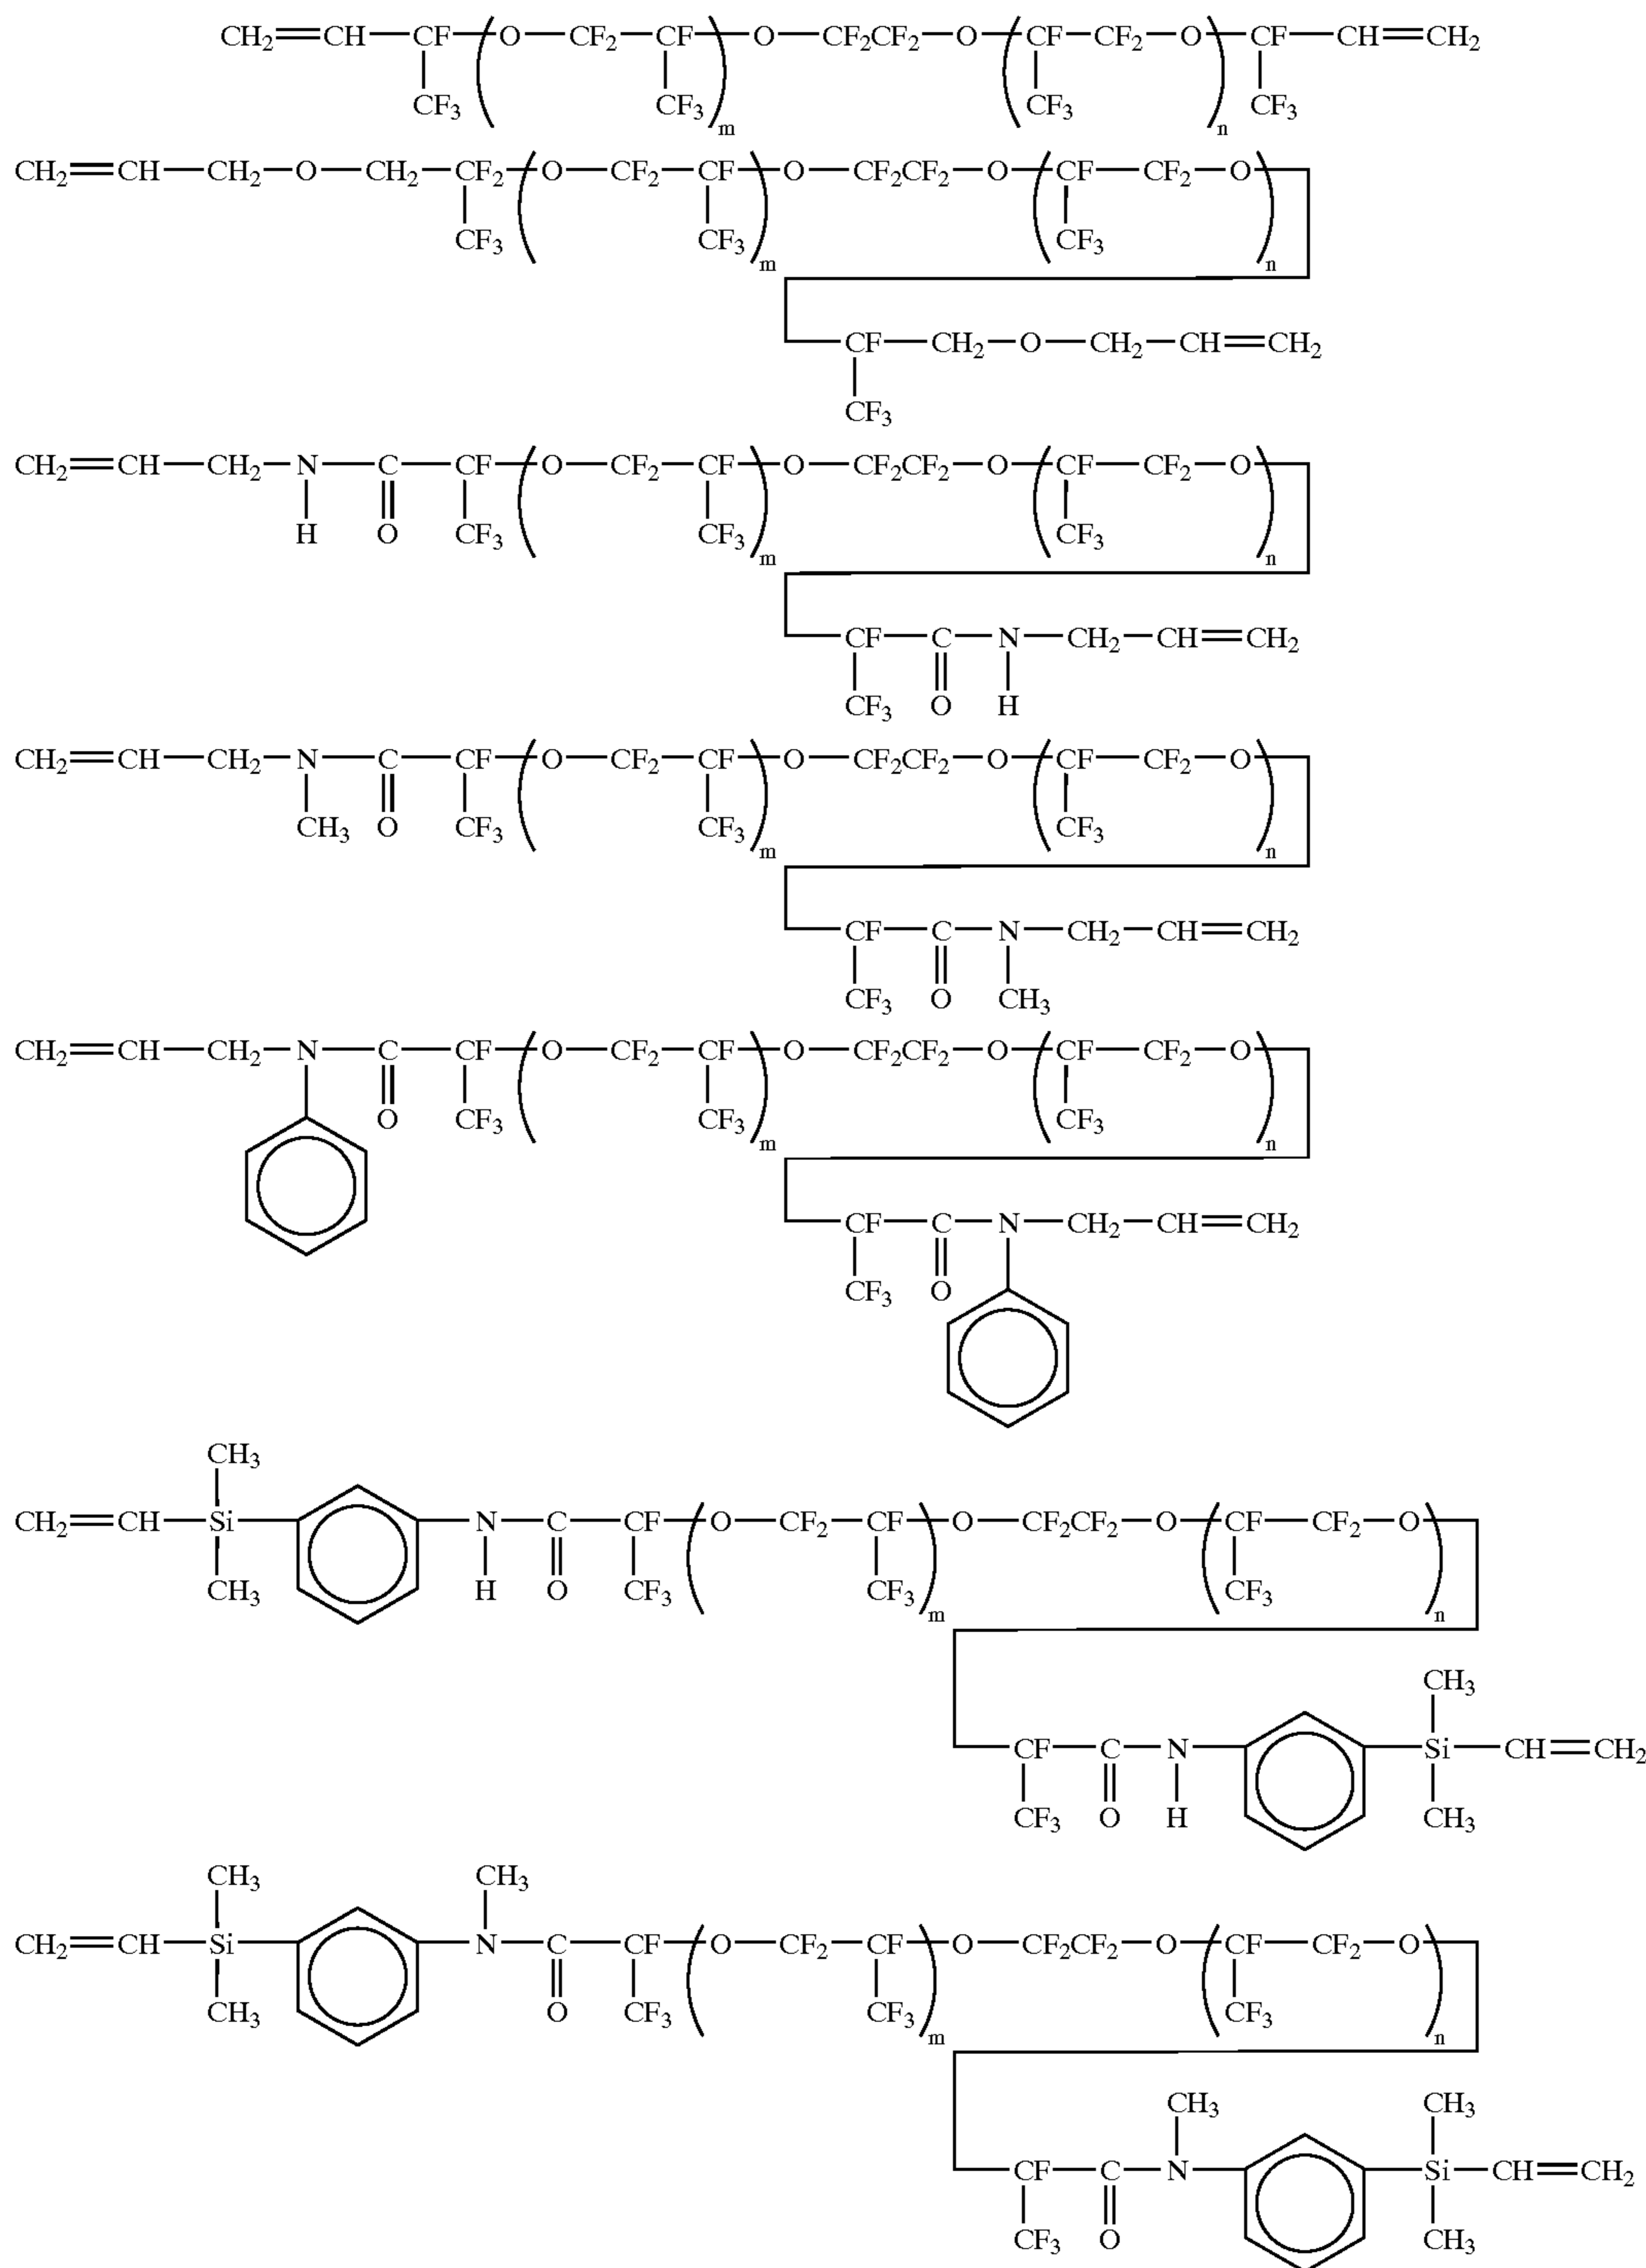 CH2=CH—CF—(O—CF2—CF)m—O—CF2CF2—O—(CF—CF2—O)n—CF—CH=CH2
CF3 CF3 CF3 CF3
CH2=CH—CH2—O—CH2—CF2—(O—CF2—CF)m—O—CF2CF2—O—(CF—CF2—O)n—
CF3 CF3 CF3
CF—CH2—O—CH2—CH=CH2
CF3
CH2=CH—CH2—N—C—CF—(O—CF2—CF)m—O—CF2CF2—O—(CF—CF2—O)n—
H O CF3 CF3 CF3
CF—C—N—CH2—CH=CH2
CF3 O H
CH2=CH—CH2—N—C—CF—(O—CF2—CF)m—O—CF2CF2—O—(CF—CF2—O)n—
CH3 O CF3 CF3 CF3
CF—C—N—CH2—CH=CH2
CF3 O CH3
CH2=CH—CH2—N—C—CF—(O—CF2—CF)m—O—CF2CF2—O—(CF—CF2—O)n—
O CF3 CF3 CF3
CF—C—N—CH2—CH=CH2
CF3 O
CH3
CH2=CH—Si—N—C—CF—(O—CF2—CF)m—O—CF2CF2—O—(CF—CF2—O)n—
CH3 H O CF3 CF3 CF3
CH3
CF—C—N—Si—CH=CH2
CF3 O H CH3
CH3 CH3
CH2=CH—Si—N—C—CF—(O—CF2—CF)m—O—CF2CF2—O—(CF—CF2—O)n—
CH3 O CF3 CF3 CF3
CH3 CH3
CF—C—N—Si—CH=CH2
CF3 O CH3